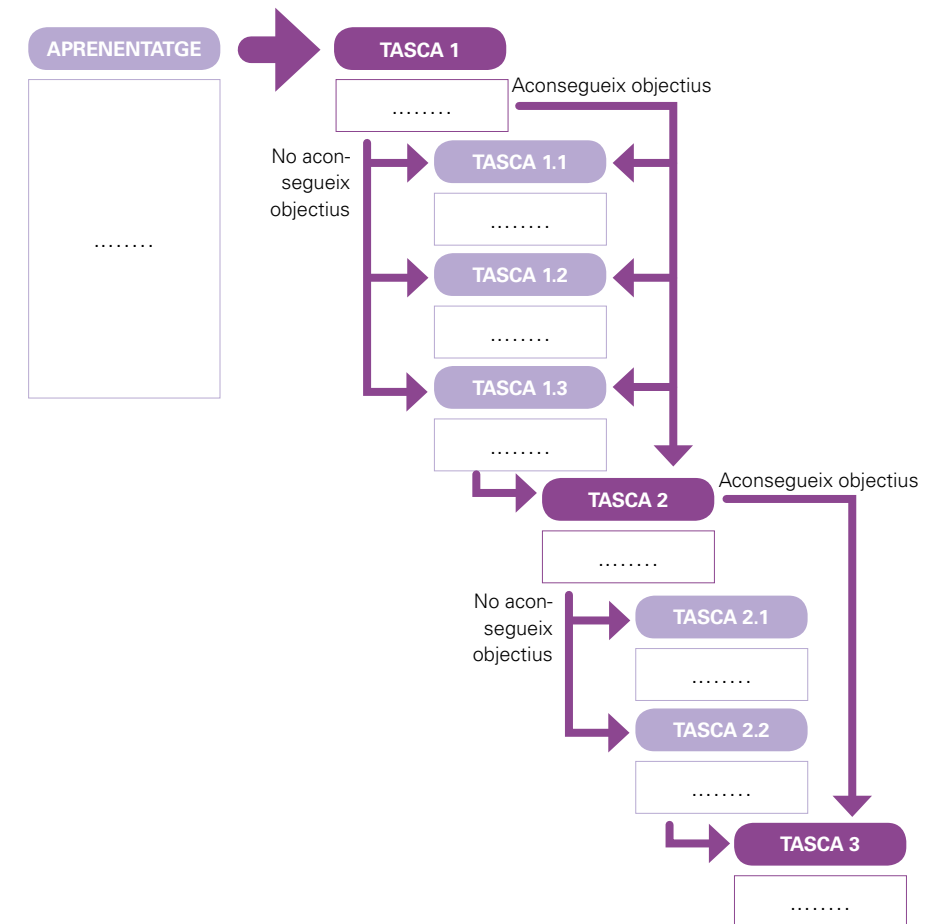 APRENENTATGE
........
TASCA 1
........
Aconsegueix objectius
No acon-
segueix
objectius
TASCA 1.1
........
TASCA 1.2
........
TASCA 1.3
........
TASCA 2
........
Aconsegueix objectius
No acon-
segueix
objectius
TASCA 2.1
........
TASCA 2.2
........
TASCA 3
........